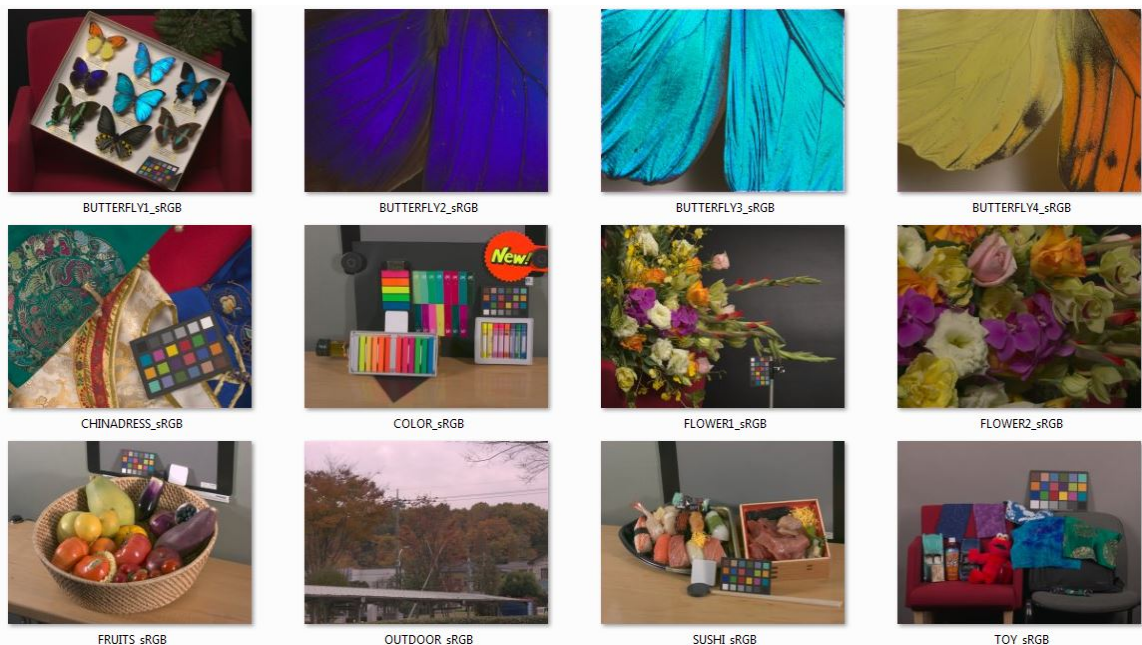 BUTTERFLY1_sRGB
BUTTERFLY2_sRGB
BUTTERFLY3_sRGB
BUTTERFLY4_sRGB
New!
CHINADRESS_sRGB
COLOR_sRGB
FLOWER1_sRGB
FLOWER2_sRGB
FRUITS_sRGB
OUTDOOR_sRGB
SUSHI_sRGB
TOY_sRGB